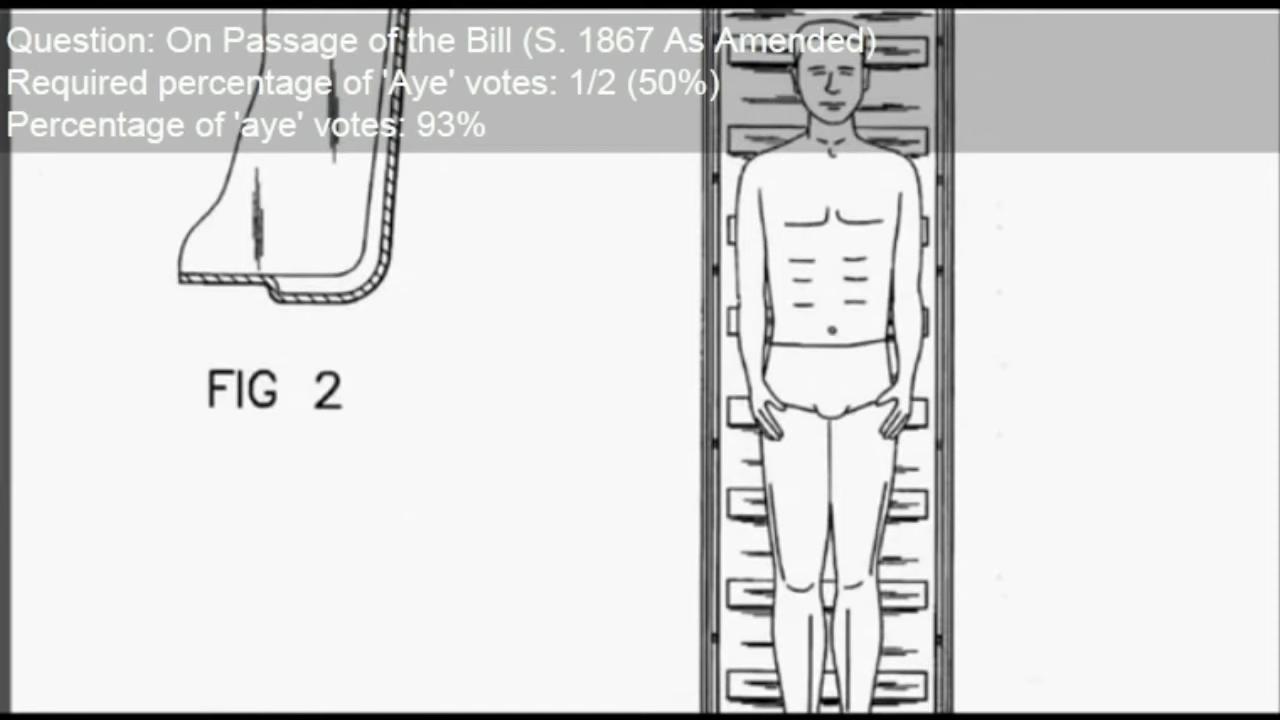 Question: On Passage of the Bill (S. 1867 As Amended)
Required percentage of 'Aye' votes: 1/2 (50%)
Percentage of 'aye' votes: 93%
FIG 2